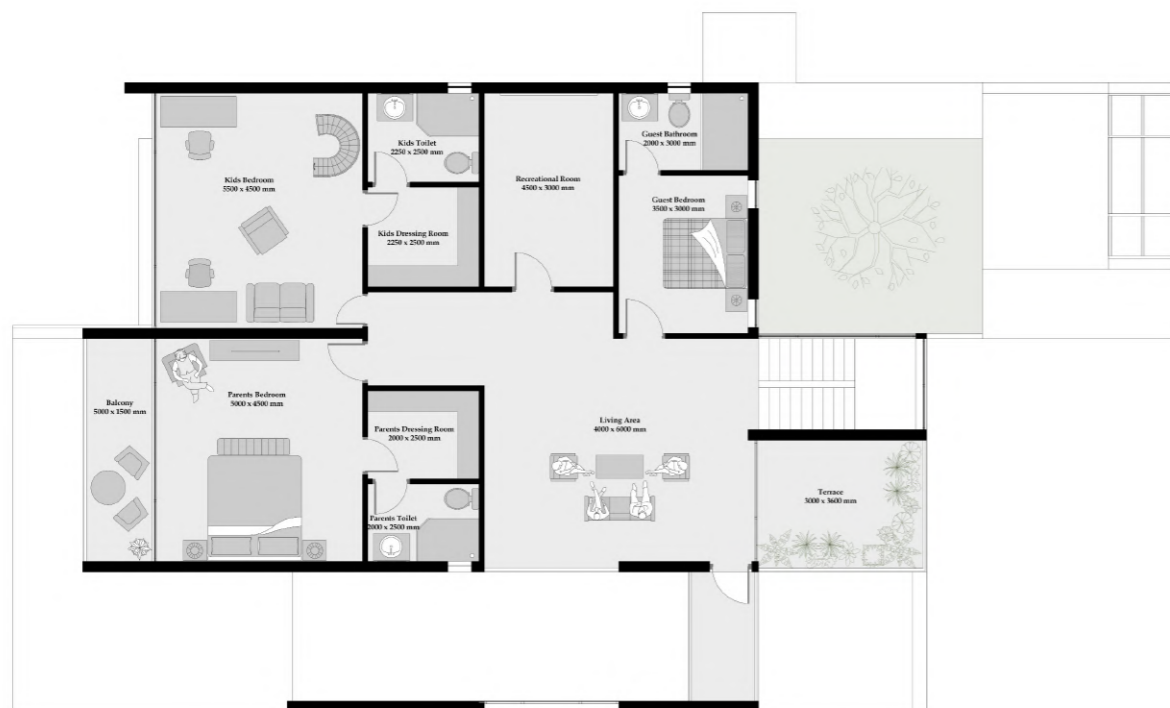 Kids Toilet
2250 x 2500 mm
Guest Bathroom
2000 x 3000 mm
Kids Bedroom
5500 x 4500 mm
Recreational Room
4500 x 3000 mm
Guest Bedroom
3500 x 3000 mm
Kids Dressing Room
2250 x 2500 mm
Balcony
5000 x 1500 mm
Parents Bedroom
5000 x 4500 mm
Parents Dressing Room
2000 x 2500 mm
Living Area
4000 x 6000 mm
Terrace
3000 x 3600 mm
Parents Toilet
2000 x 2500 mm